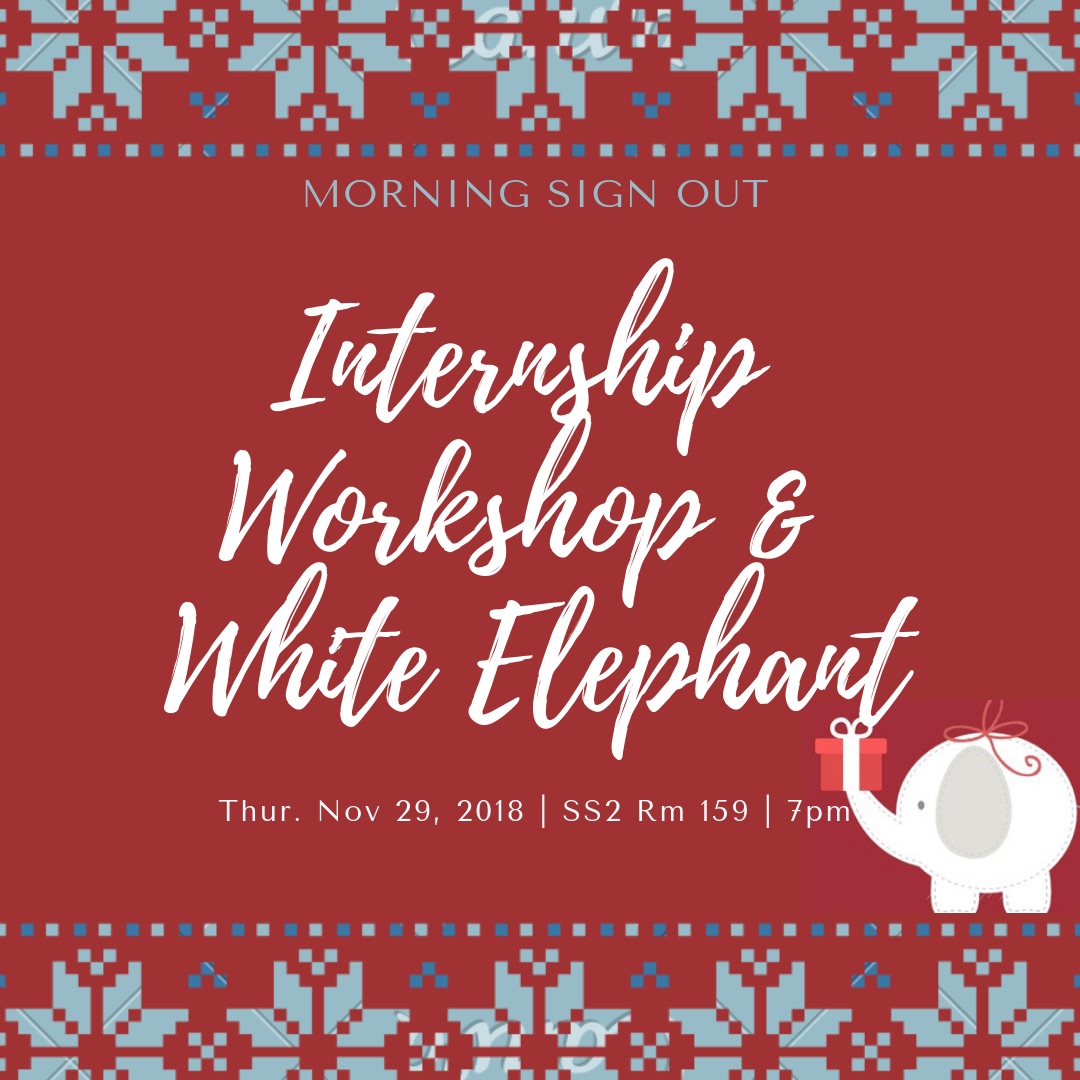 MORNING SIGN OUT
Internship
Workshop &
White Elephant
Thur. Nov 29, 2018 | SS2 Rm 159 | 7pm